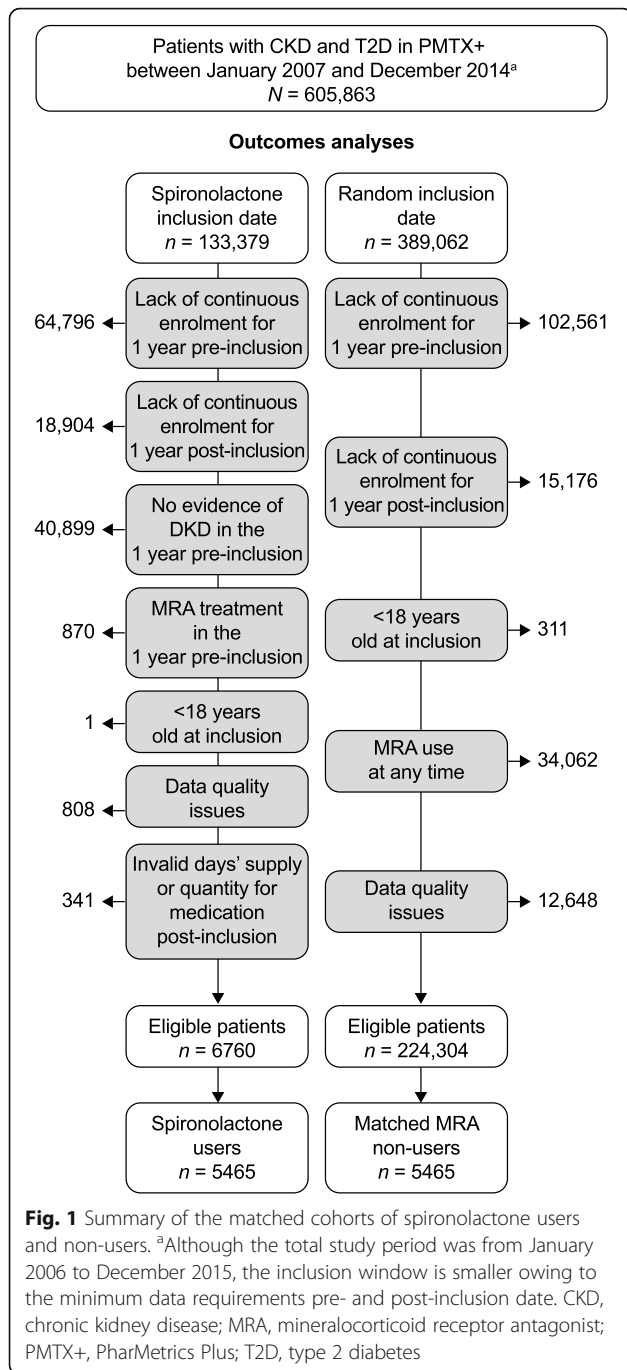 Patients with CKD and T2D in PMTX+
between January 2007 and December 2014ᵃ
N = 605,863
Outcomes analyses
Spironolactone
inclusion date
n = 133,379
Lack of continuous
enrolment for
1 year pre-inclusion
64,796
Lack of continuous
enrolment for
1 year post-inclusion
18,904
No evidence of
DKD in the
1 year pre-inclusion
40,899
MRA treatment
in the
1 year pre-inclusion
870
<18 years
old at inclusion
1
Data quality
issues
808
Invalid days’ supply
or quantity for
medication
post-inclusion
341
Eligible patients
n = 6760
Spironolactone
users
n = 5465
Random inclusion
date
n = 389,062
Lack of continuous
enrolment for
1 year pre-inclusion
102,561
Lack of continuous
enrolment for
1 year post-inclusion
15,176
<18 years
old at inclusion
311
MRA use
at any time
34,062
Data quality
issues
12,648
Eligible patients
n = 224,304
Matched MRA
non-users
n = 5465
Fig. 1 Summary of the matched cohorts of spironolactone users
and non-users. ᵃAlthough the total study period was from January
2006 to December 2015, the inclusion window is smaller owing to
the minimum data requirements pre- and post-inclusion date. CKD,
chronic kidney disease; MRA, mineralocorticoid receptor antagonist;
PMTX+, PharMetrics Plus; T2D, type 2 diabetes